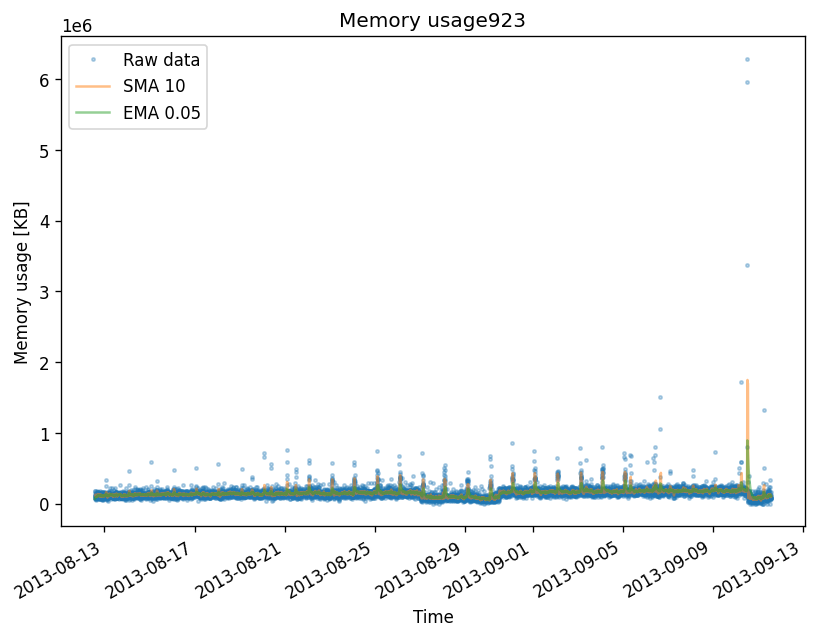 Memory usage923
1e6
Raw data
SMA 10
EMA 0.05
6
5
4
3
2
1
0
Memory usage [KB]
2013-08-13
2013-08-17
2013-08-21
2013-08-25
2013-08-29
2013-09-01
2013-09-05
2013-09-09
2013-09-13
Time